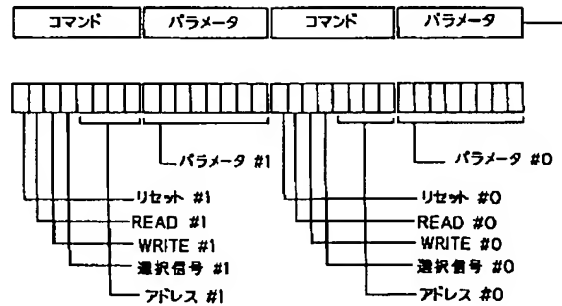 コマンド パラメータ コマンド パラメータ
パラメータ #1 パラメータ #0
リセット #1 リセット #0
READ #1 READ #0
WRITE #1 WRITE #0
選択信号 #1 選択信号 #0
アドレス #1 アドレス #0